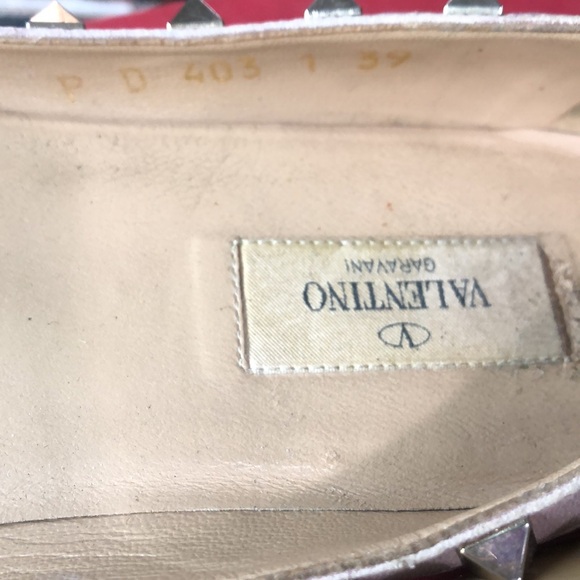 P D 403 1 39
V
VALENTINO
GARAVANI